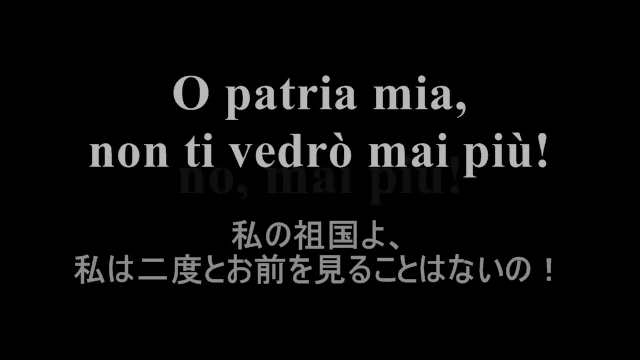 O patria mia,
non ti vedrò mai più!
no, mai più!
私の祖国よ、
私は二度とお前を見ることはないの！